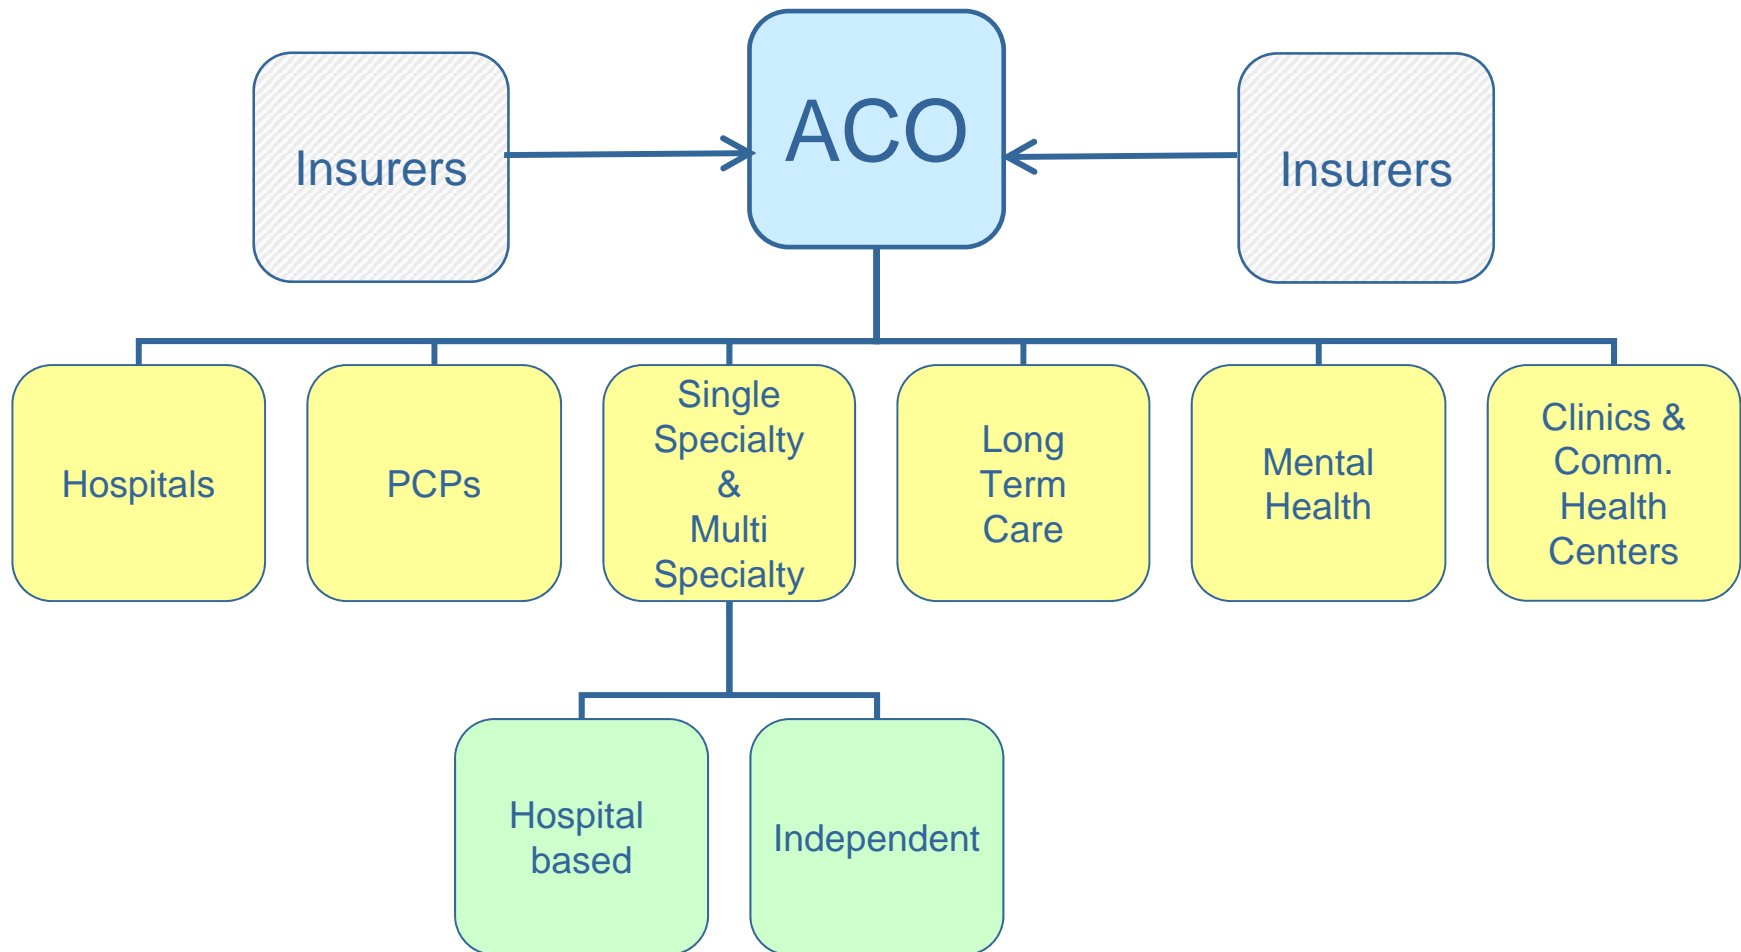 Insurers
ACO
Insurers
Hospitals
PCPs
Single
Specialty
&
Multi
Specialty
Long
Term
Care
Mental
Health
Clinics &
Comm.
Health
Centers
Hospital
based
Independent